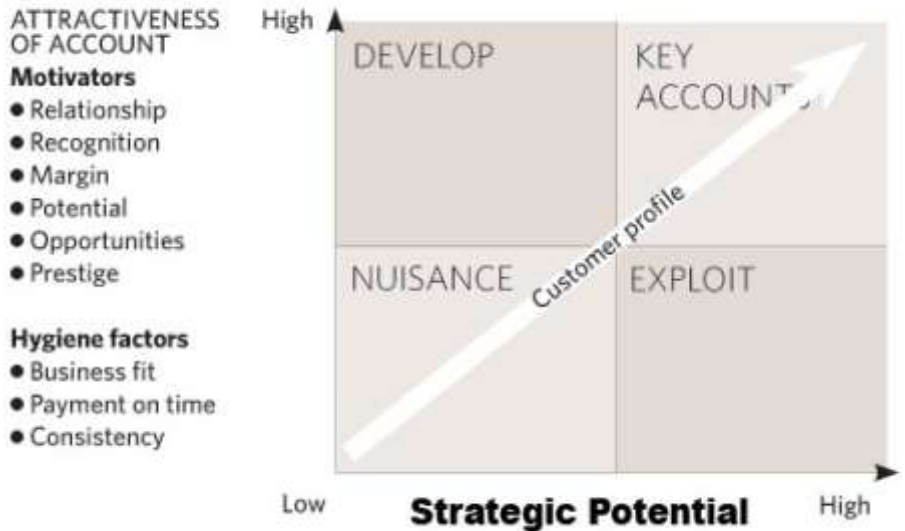 ATTRACTIVENESS
OF ACCOUNT
Motivators
● Relationship
● Recognition
● Margin
● Potential
● Opportunities
● Prestige
Hygiene factors
● Business fit
● Payment on time
● Consistency
High
DEVELOP
KEY
ACCOUNTS
Customer profile
NUISANCE
EXPLOIT
Low
Strategic Potential
High